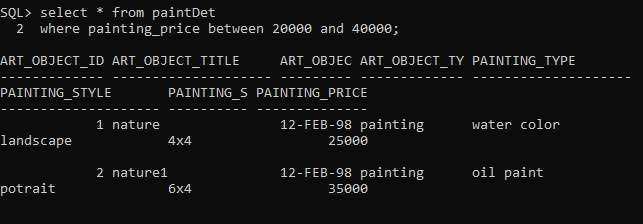 SQL> select * from paintDet
  2  where painting_price between 20000 and 40000;
ART_OBJECT_ID ART_OBJECT_TITLE     ART_OBJEC ART_OBJECT_TY PAINTING_TYPE
------------- -------------------- --------- ------------- --------------------
PAINTING_STYLE       PAINTING_S PAINTING_PRICE
-------------------- ---------- --------------
            1 nature               12-FEB-98 painting      water color
landscape            4x4                 25000
            2 nature1              12-FEB-98 painting      oil paint
potrait              6x4                 35000